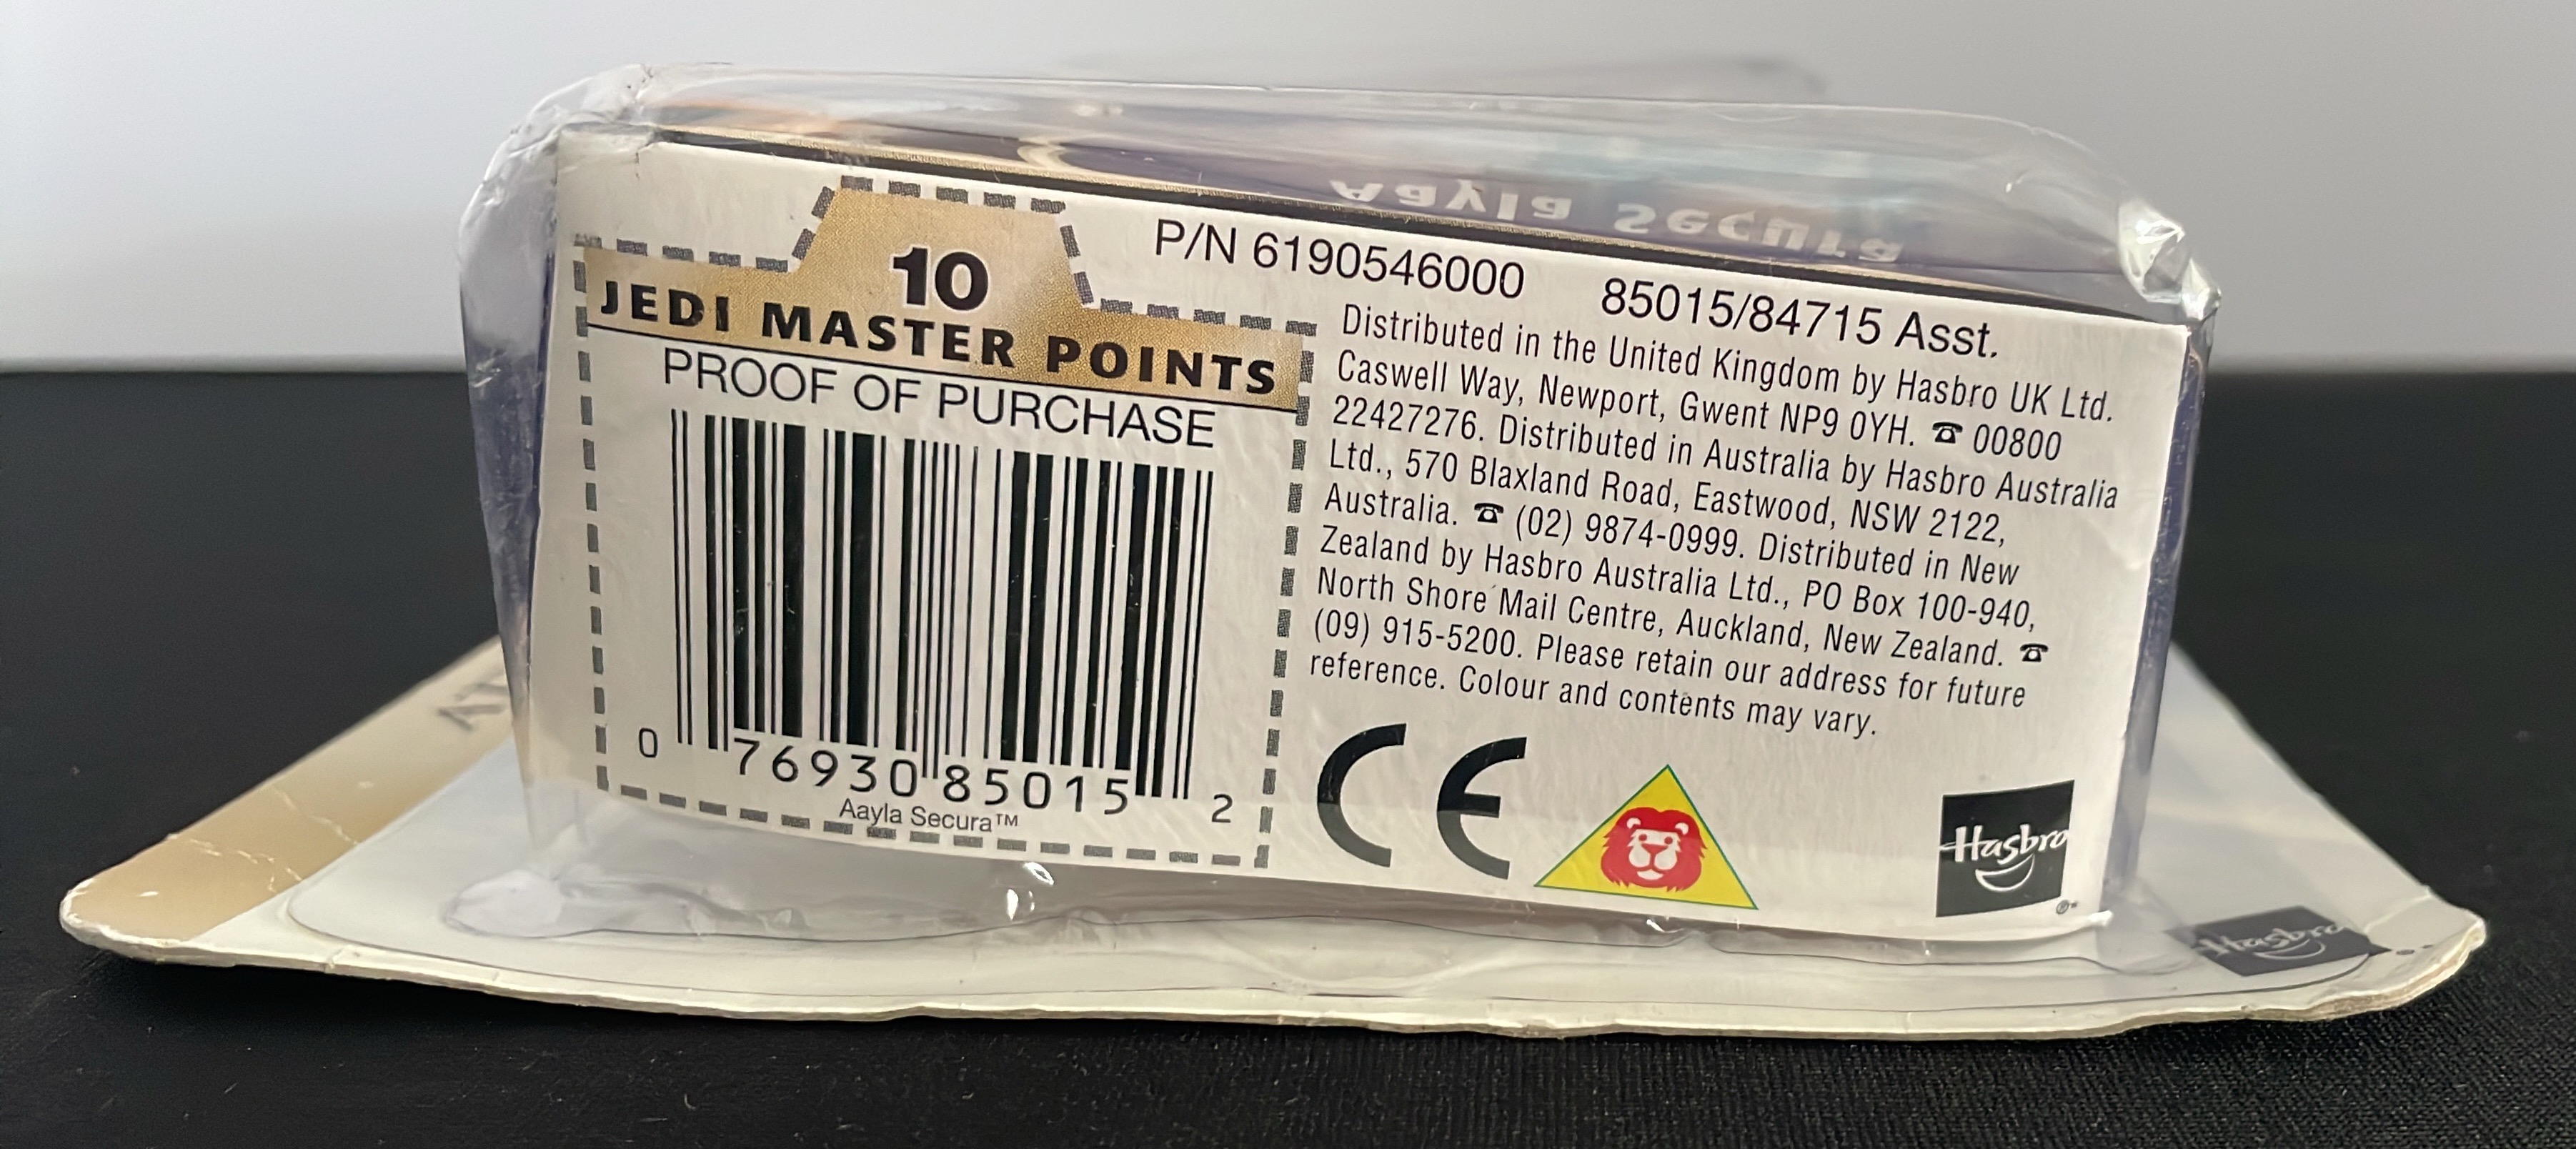 Aayla Secura
10
JEDI MASTER POINTS
PROOF OF PURCHASE
0 76930 85015 2
Aayla Secura™
P/N 6190546000 85015/84715 Asst.
Distributed in the United Kingdom by Hasbro UK Ltd.
Caswell Way, Newport, Gwent NP9 0YH. ☎ 00800
22427276. Distributed in Australia by Hasbro Australia
Ltd., 570 Blaxland Road, Eastwood, NSW 2122,
Australia. ☎ (02) 9874-0999. Distributed in New
Zealand by Hasbro Australia Ltd., PO Box 100-940,
North Shore Mail Centre, Auckland, New Zealand. ☎
(09) 915-5200. Please retain our address for future
reference. Colour and contents may vary.
CE
Hasbro
®*
Hasbro